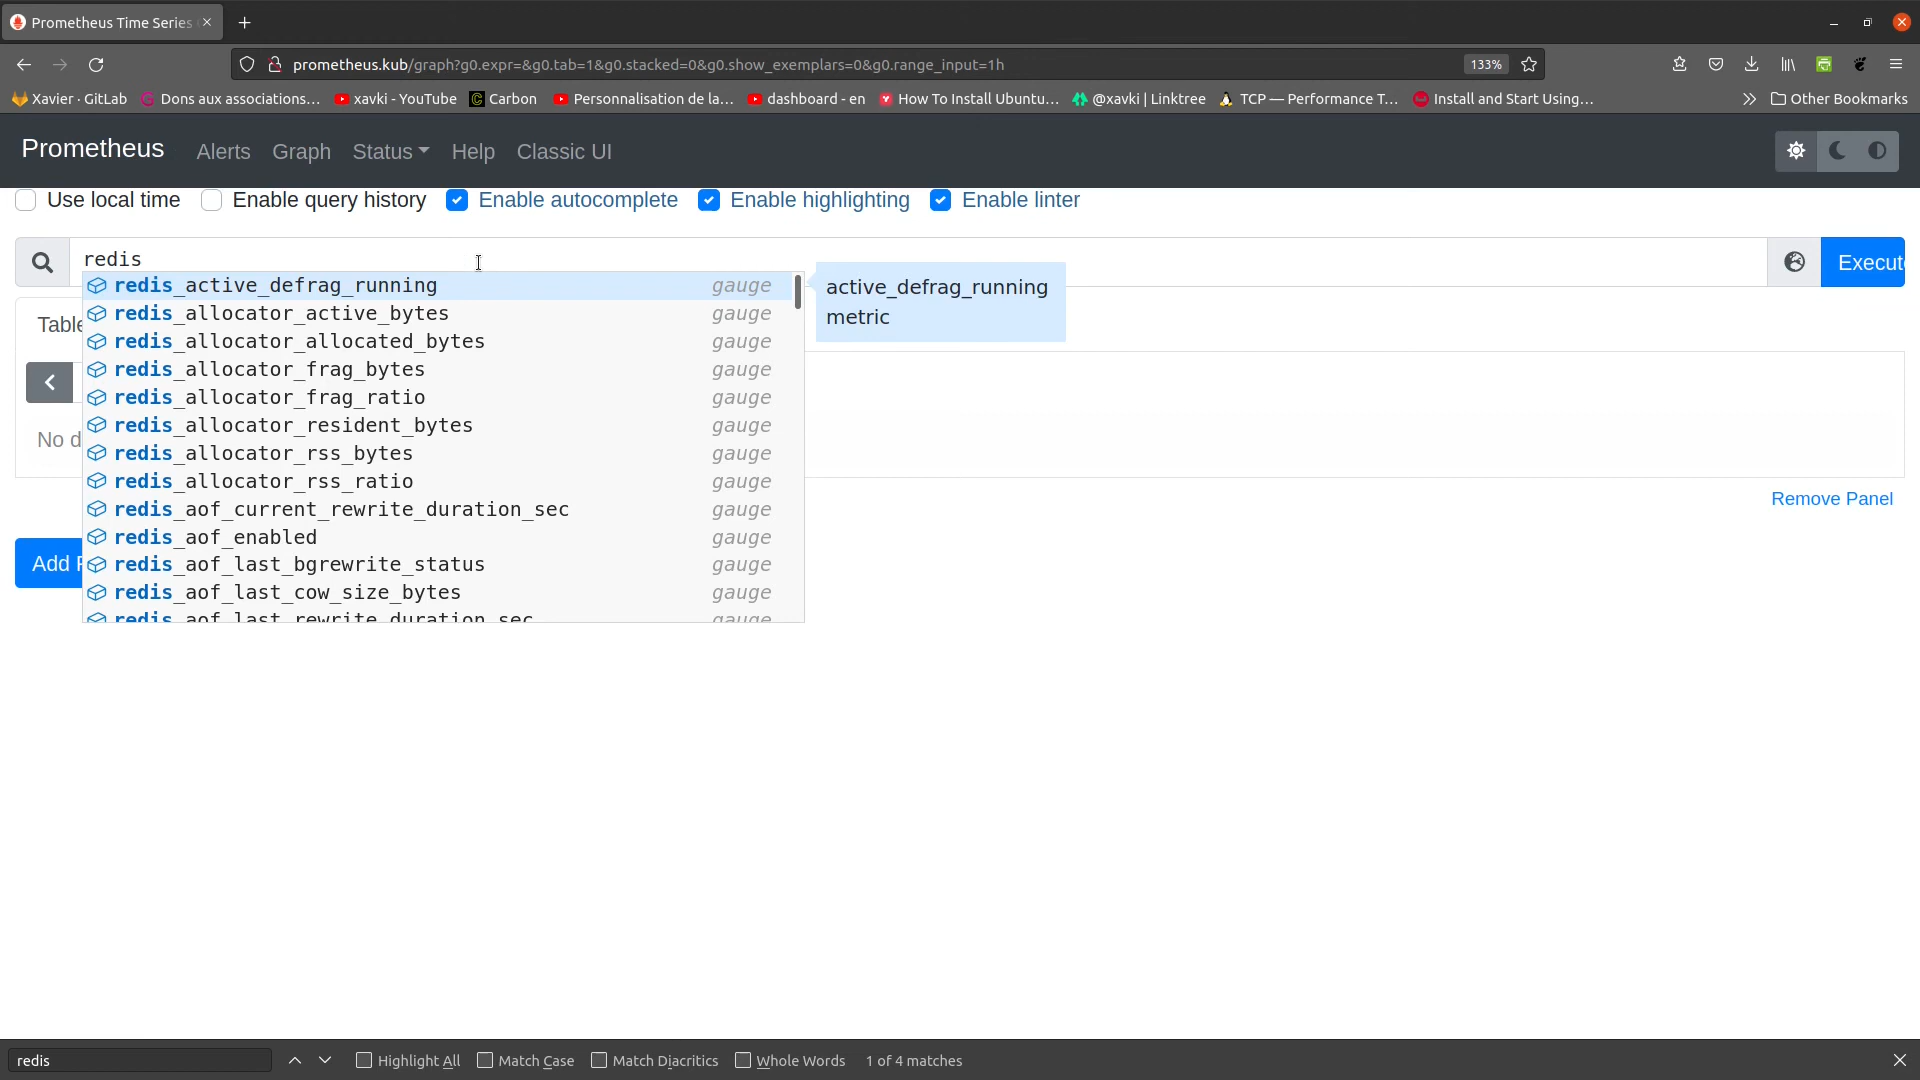 Prometheus Time Series
prometheus.kub/graph?g0.expr=&g0.tab=1&g0.stacked=0&g0.show_exemplars=0&g0.range_input=1h
133%
Xavier · GitLab
Dons aux associations…
xavki - YouTube
Carbon
Personnalisation de la…
dashboard - en
How To Install Ubuntu…
@xavki | Linktree
TCP — Performance T…
Install and Start Using…
Other Bookmarks
Prometheus
Alerts
Graph
Status
Help
Classic UI
Use local time
Enable query history
Enable autocomplete
Enable highlighting
Enable linter
redis
Execute
redis_active_defrag_running gauge
active_defrag_running
metric
redis_allocator_active_bytes gauge
Table
redis_allocator_allocated_bytes gauge
redis_allocator_frag_bytes gauge
redis_allocator_frag_ratio gauge
redis_allocator_resident_bytes gauge
No d
redis_allocator_rss_bytes gauge
redis_allocator_rss_ratio gauge
Remove Panel
redis_aof_current_rewrite_duration_sec gauge
redis_aof_enabled gauge
Add P
redis_aof_last_bgrewrite_status gauge
redis_aof_last_cow_size_bytes gauge
redis_aof_last_rewrite_duration_sec gauge
redis
Highlight All
Match Case
Match Diacritics
Whole Words
1 of 4 matches